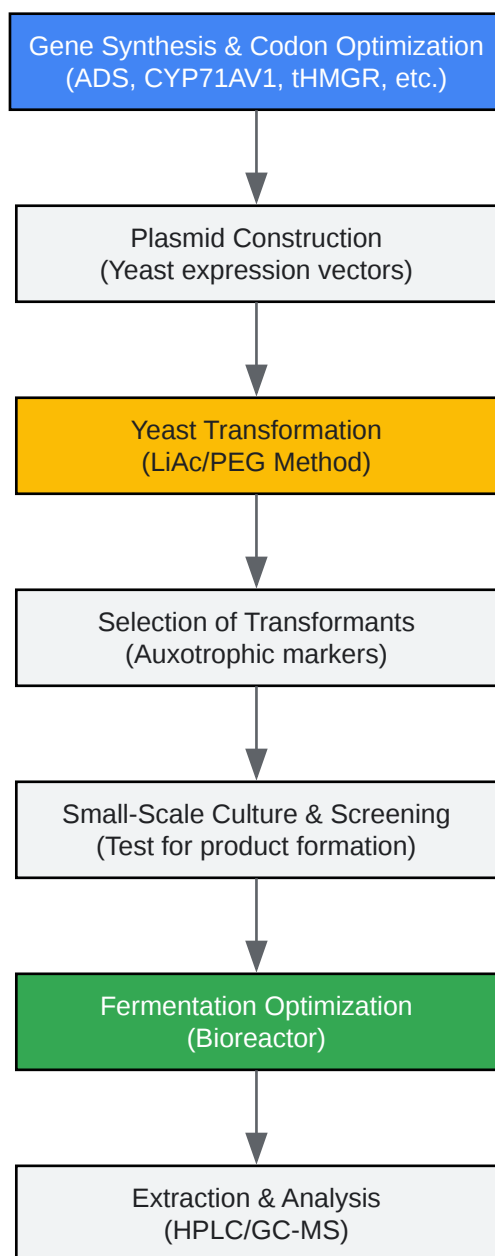 Gene Synthesis & Codon Optimization
(ADS, CYP71AV1, tHMGR, etc.)
Plasmid Construction
(Yeast expression vectors)
Yeast Transformation
(LiAc/PEG Method)
Selection of Transformants
(Auxotrophic markers)
Small-Scale Culture & Screening
(Test for product formation)
Fermentation Optimization
(Bioreactor)
Extraction & Analysis
(HPLC/GC-MS)